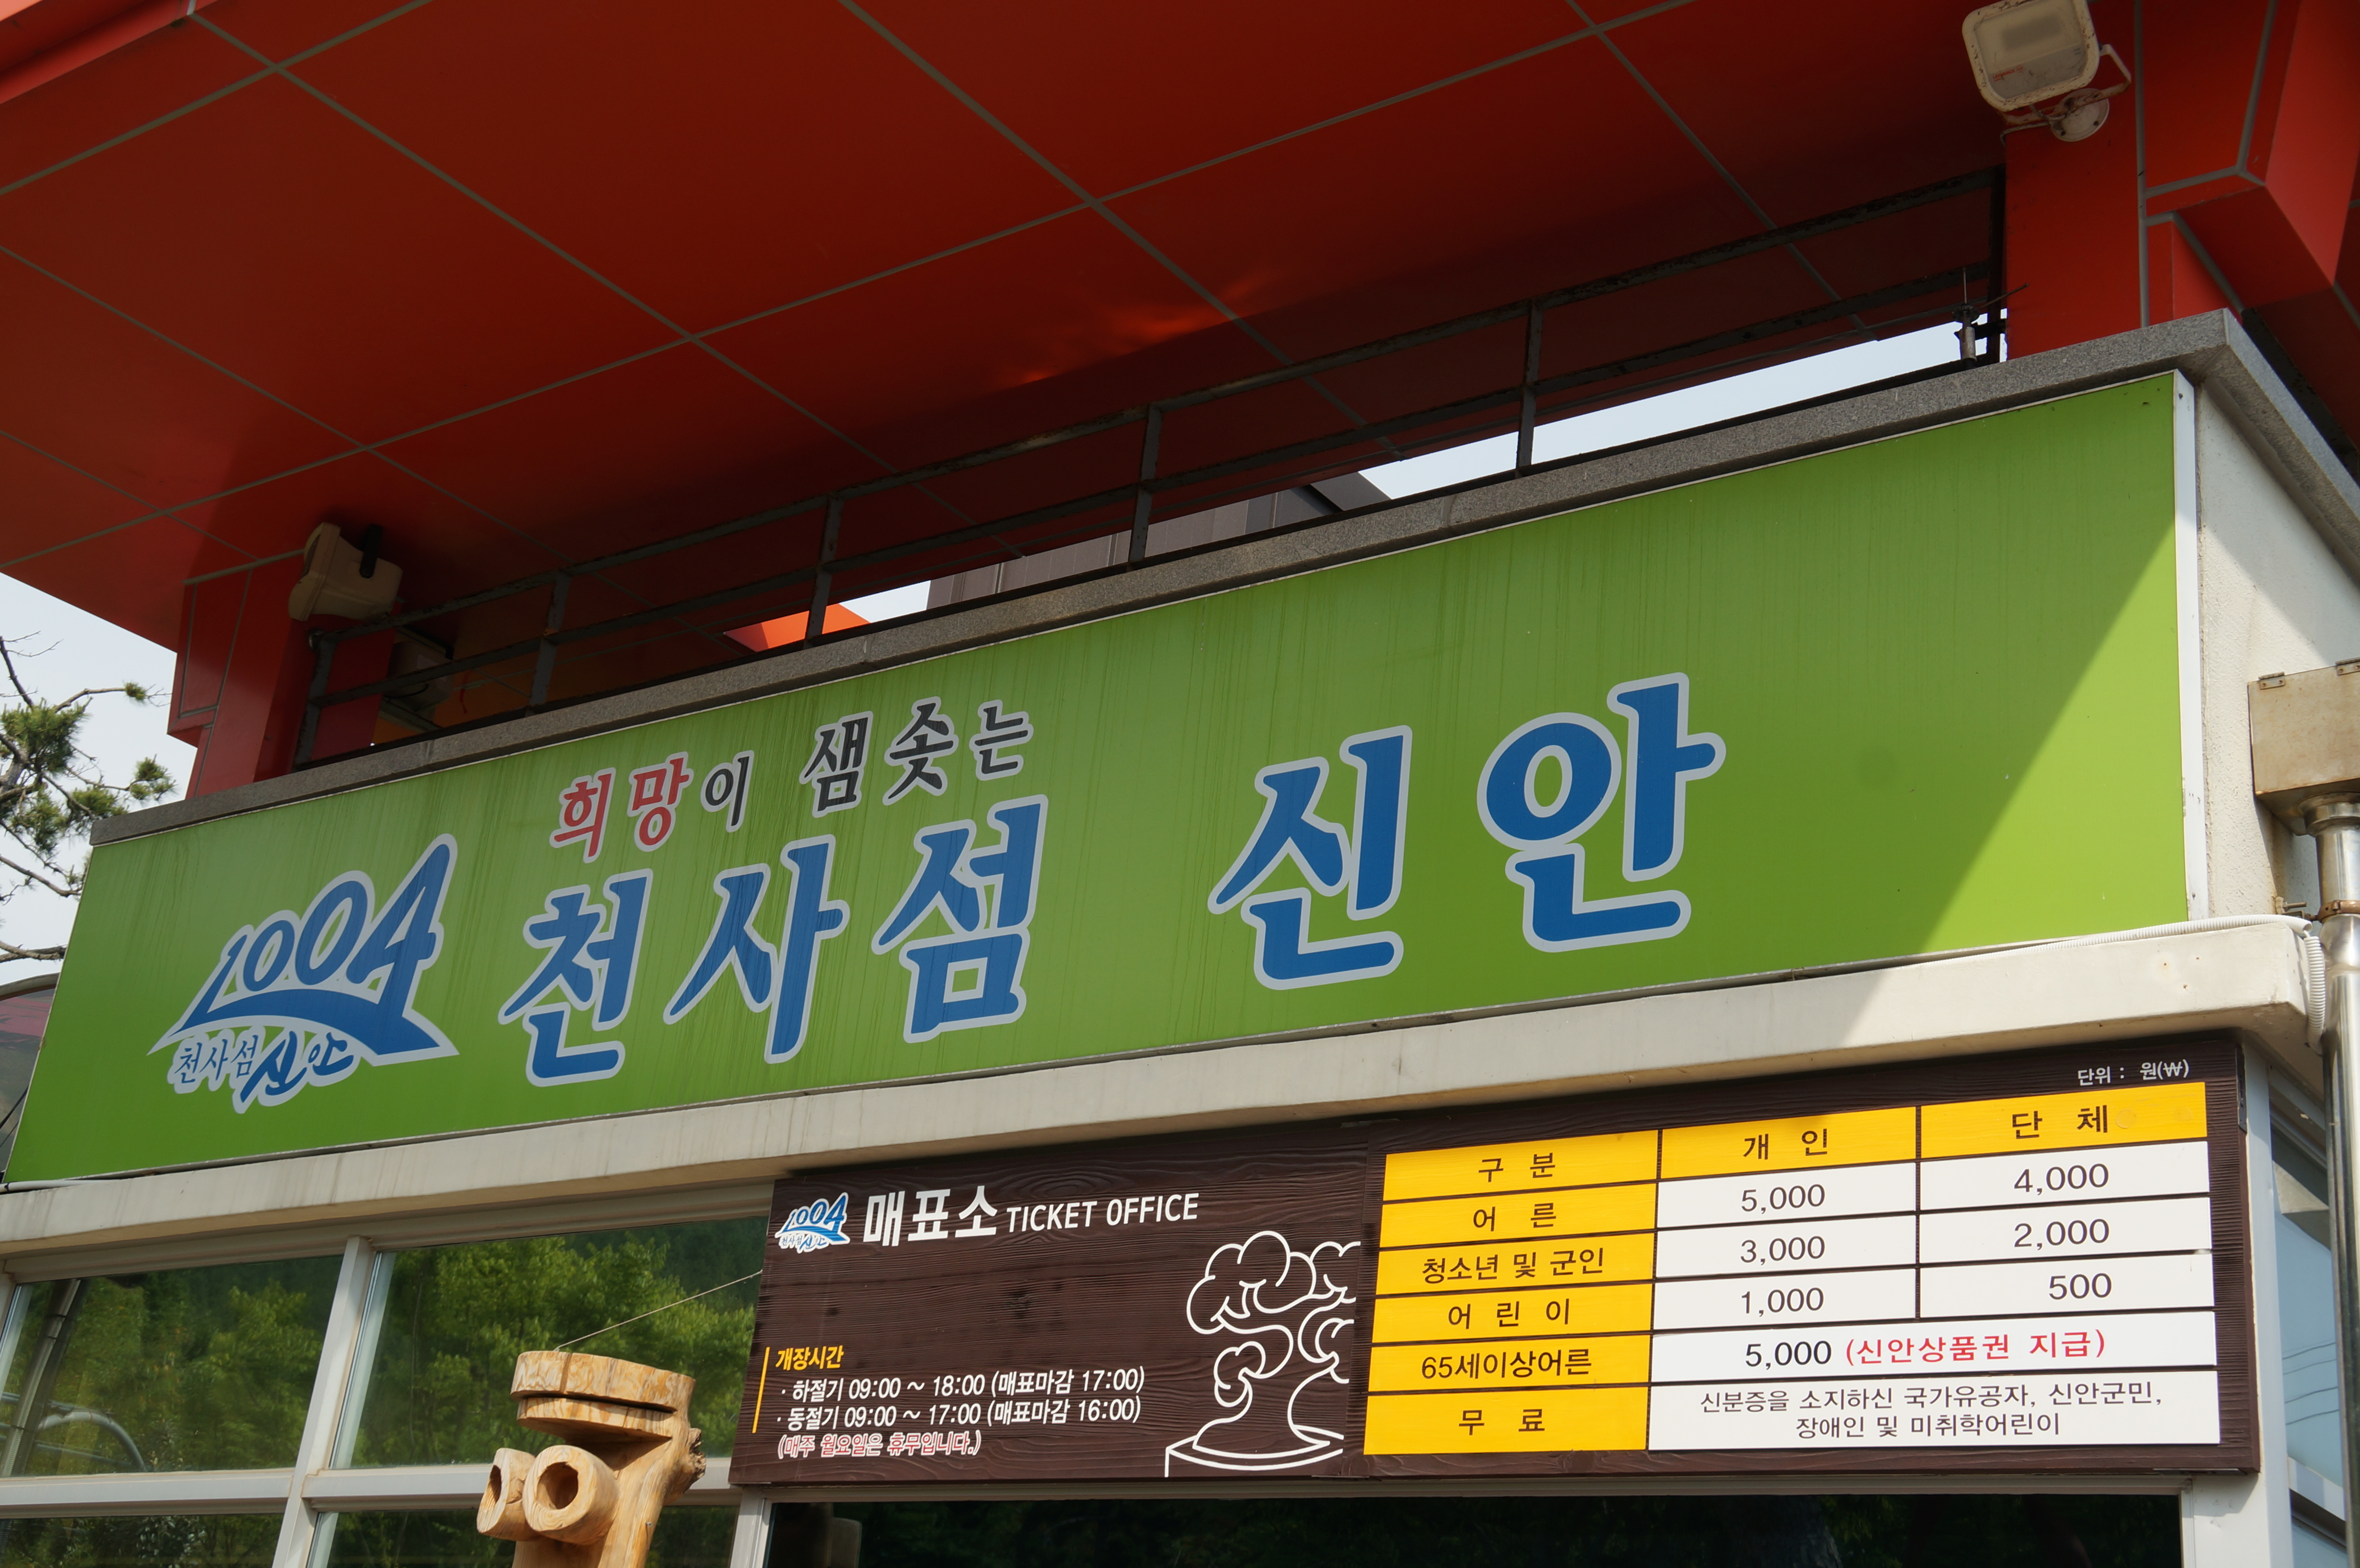 희망이 샘솟는
1004 천사섬 신안
천사섬 신안
1004
천사섬 신안
매표소 TICKET OFFICE
개장시간
· 하절기 09:00 ~ 18:00 (매표마감 17:00)
· 동절기 09:00 ~ 17:00 (매표마감 16:00)
(매주 월요일은 휴무입니다.)
단위 : 원(₩)
구 분 개 인 단 체
어 른 5,000 4,000
청소년 및 군인 3,000 2,000
어 린 이 1,000 500
65세이상어른 5,000 (신안상품권 지급)
무 료 신분증을 소지하신 국가유공자, 신안군민,
장애인 및 미취학어린이